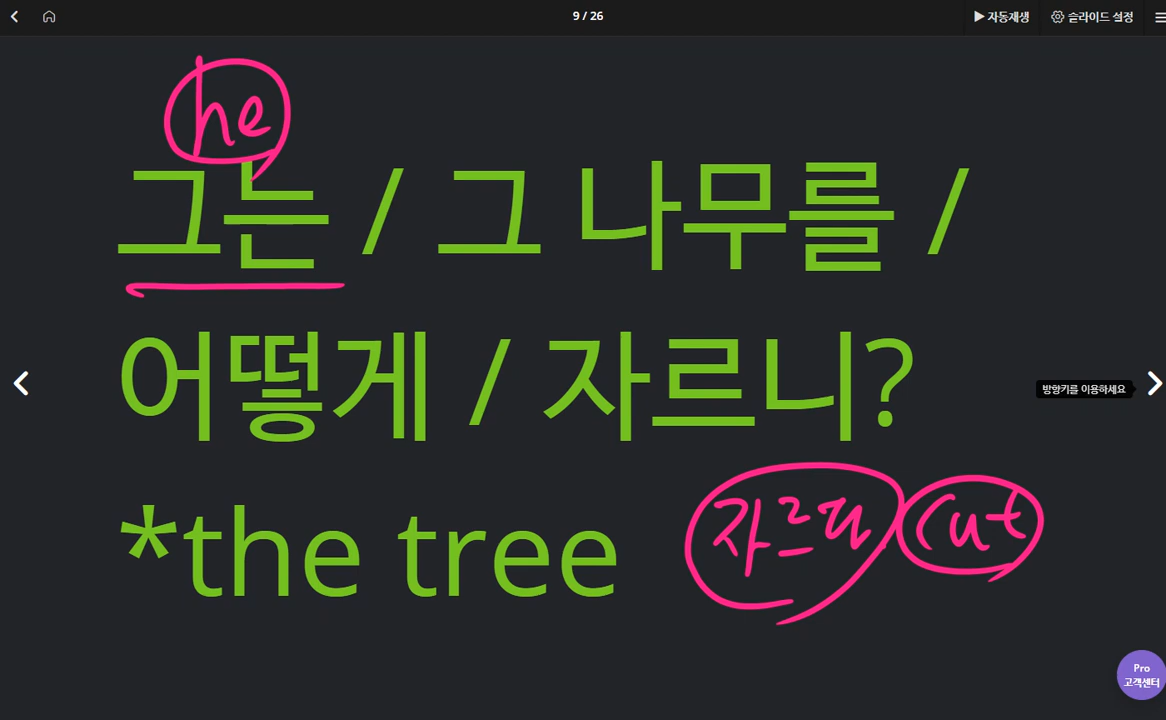 9 / 26
▶ 자동재생
슬라이드 설정
he
그는 / 그 나무를 /
어떻게 / 자르니?
방향키를 이용하세요
*the tree
자르다
cut
Pro
고객센터